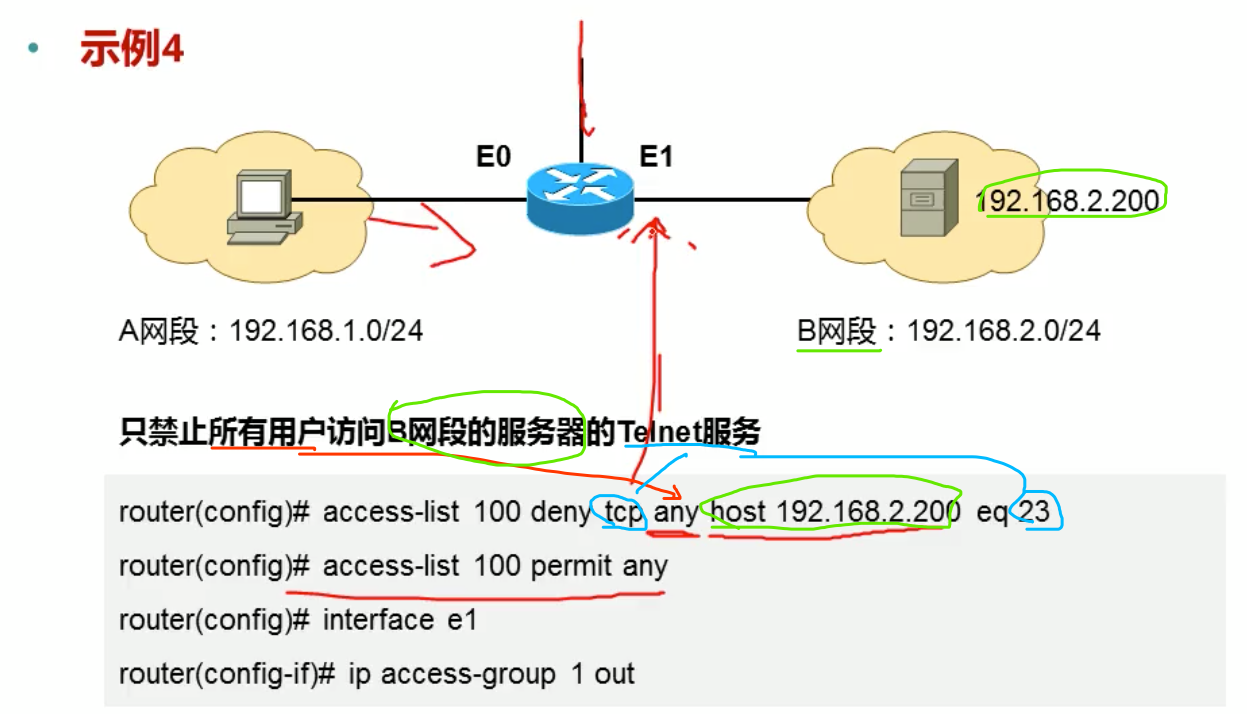 示例4
E0
E1
192.168.2.200
A网段：192.168.1.0/24
B网段：192.168.2.0/24
只禁止所有用户访问B网段的服务器的Telnet服务
router(config)# access-list 100 deny tcp any host 192.168.2.200 eq 23
router(config)# access-list 100 permit any
router(config)# interface e1
router(config-if)# ip access-group 1 out